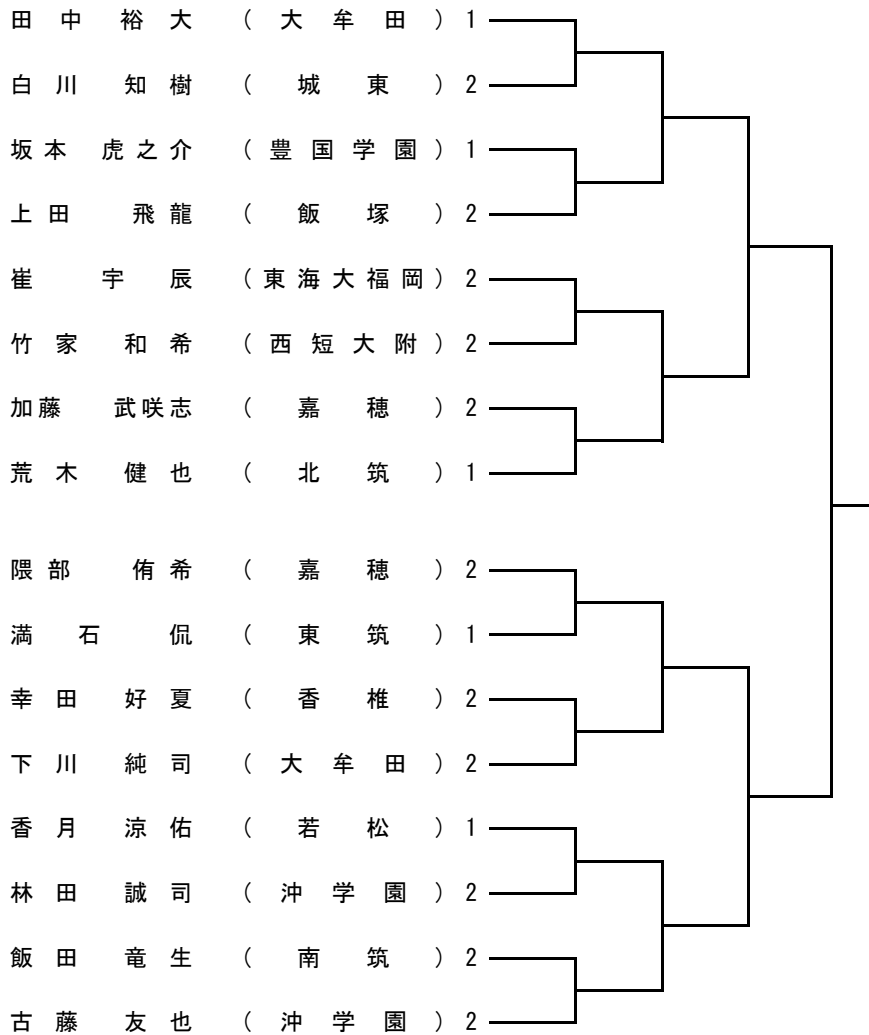 田中 裕大 (大牟田) 1
白川 知樹 (城東) 2
坂本 虎之介 (豊国学園) 1
上田 飛龍 (飯塚) 2
崔 宇辰 (東海大福岡) 2
竹家 和希 (西短大附) 2
加藤 武咲志 (嘉穂) 2
荒木 健也 (北筑) 1
隈部 侑希 (嘉穂) 2
満石 侃 (東筑) 1
幸田 好夏 (香椎) 2
下川 純司 (大牟田) 2
香月 涼佑 (若松) 1
林田 誠司 (沖学園) 2
飯田 竜生 (南筑) 2
古藤 友也 (沖学園) 2